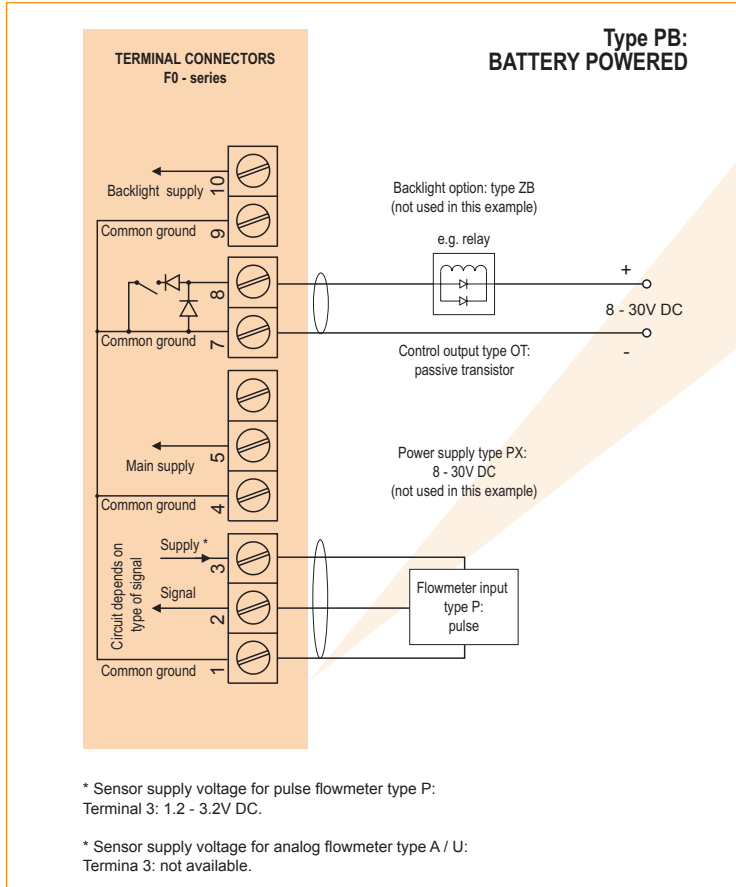 Type PB:
BATTERY POWERED
TERMINAL CONNECTORS
F0 - series
10
Backlight supply
9
Common ground
8
7
Common ground
5
Main supply
4
Common ground
Circuit depends on
type of signal
Supply *
3
Signal
2
1
Common ground
Backlight option: type ZB
(not used in this example)
e.g. relay
+
8 - 30V DC
-
Control output type OT:
passive transistor
Power supply type PX:
8 - 30V DC
(not used in this example)
Flowmeter input
type P:
pulse
* Sensor supply voltage for pulse flowmeter type P:
Terminal 3: 1.2 - 3.2V DC.
* Sensor supply voltage for analog flowmeter type A / U:
Termina 3: not available.